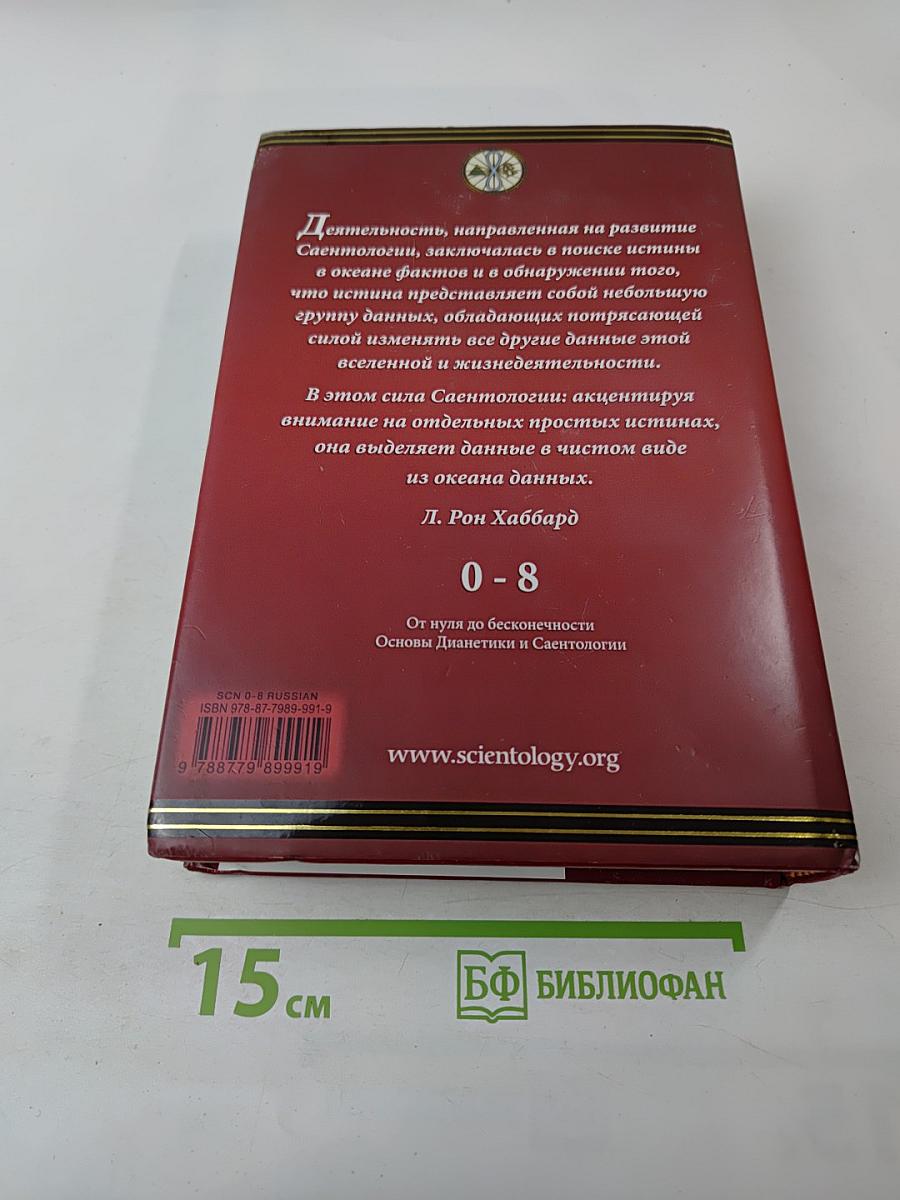 Деятельность, направленная на развитие
Саентологии, заключалась в поиске истины
в океане фактов и в обнаружении того,
что истина представляет собой небольшую
группу данных, обладающих потрясающей
силой изменять все другие данные этой
вселенной и жизнедеятельности.
В этом сила Саентологии: акцентируя
внимание на отдельных простых истинах,
она выделяет данные в чистом виде
из океана данных.
Л. Рон Хаббард
0 - 8
От нуля до бесконечности
Основы Дианетики и Саентологии
SCN 0-8 RUSSIAN
ISBN 978-87-7989-991-9
9 788779 899919
www.scientology.org
15 см
БФ БИБЛИОФАН